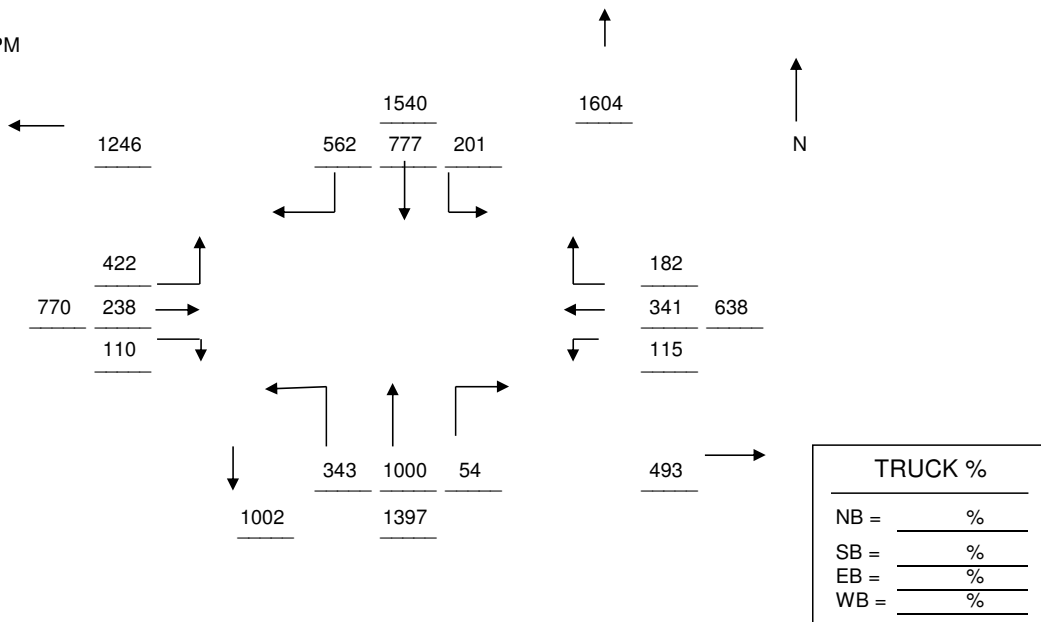 PM
1540 1604
1246 562 777 201 N
422 182
770 238 341 638
110 115
343 1000 54 493
1002 1397
TRUCK %
NB = %
SB = %
EB = %
WB = %